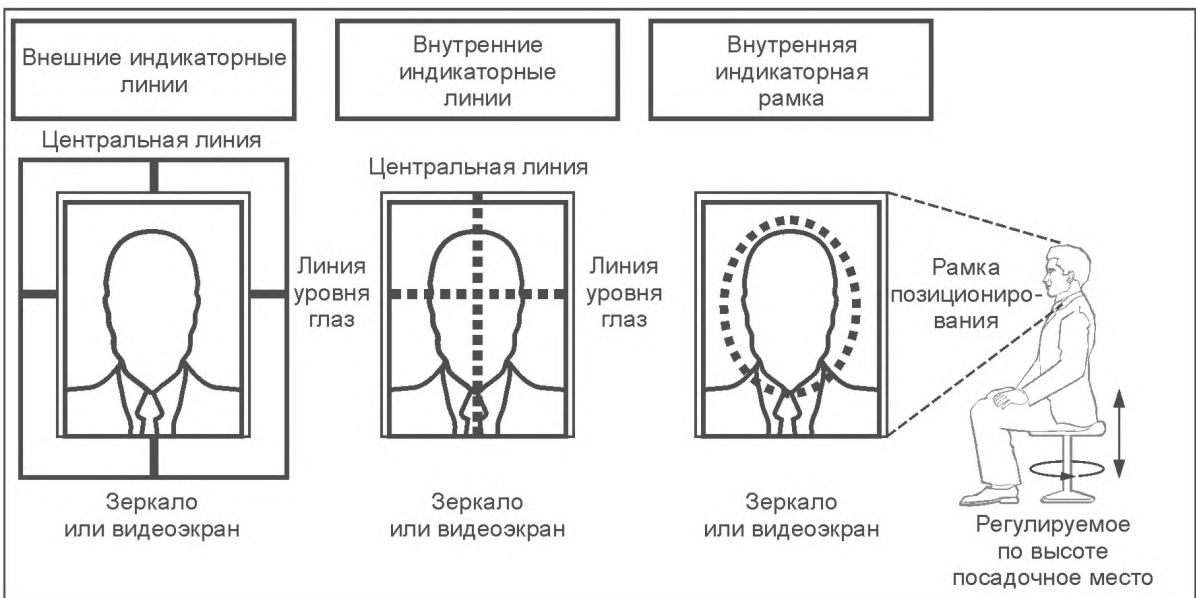 Внешние индикаторные
линии
Внутренние
индикаторные
линии
Внутренняя
индикаторная
рамка
Центральная линия
Центральная линия
Линия
уровня
глаз
Линия
уровня
глаз
Рамка
позициониро-
вания
Зеркало
или видеоэкран
Зеркало
или видеоэкран
Зеркало
или видеоэкран
Регулируемое
по высоте
посадочное место